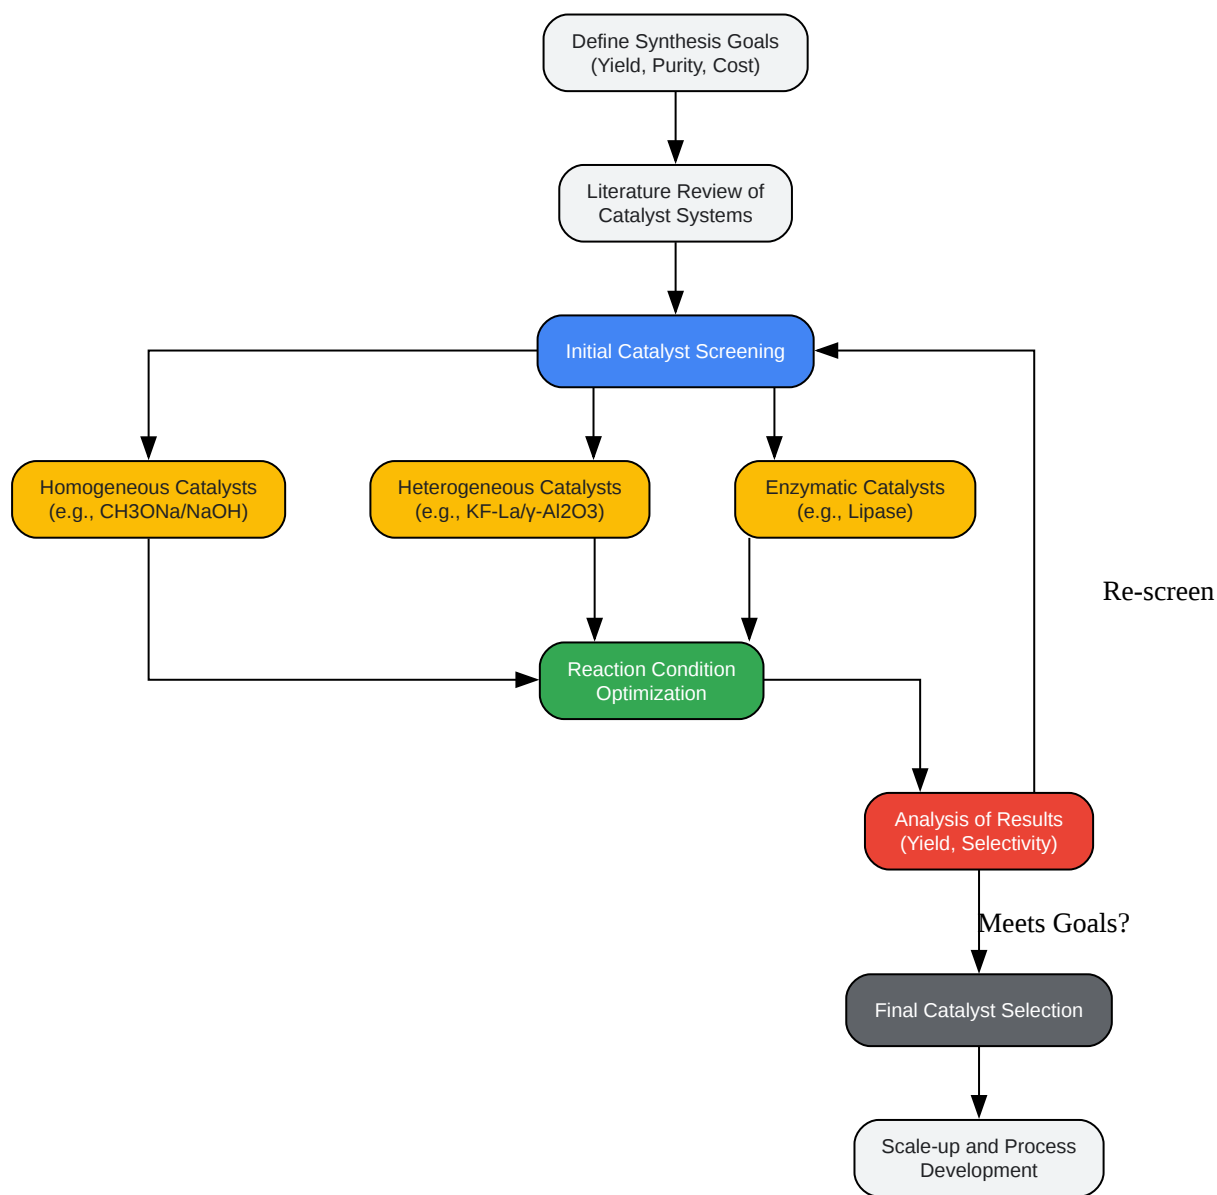 Define Synthesis Goals
(Yield, Purity, Cost)
Literature Review of
Catalyst Systems
Initial Catalyst Screening
Homogeneous Catalysts
(e.g., CH3ONa/NaOH)
Heterogeneous Catalysts
(e.g., KF-La/γ-Al2O3)
Enzymatic Catalysts
(e.g., Lipase)
Re-screen
Reaction Condition
Optimization
Analysis of Results
(Yield, Selectivity)
Meets Goals?
Final Catalyst Selection
Scale-up and Process
Development